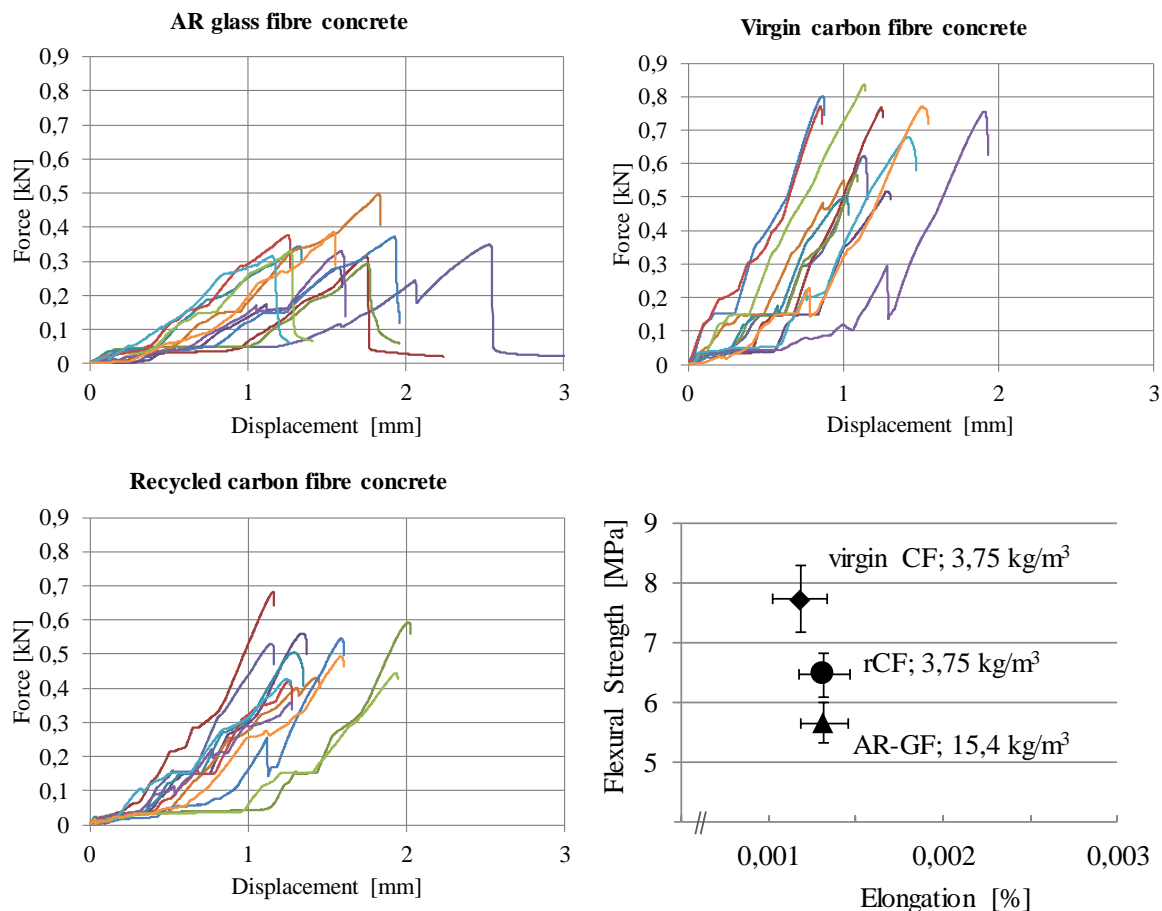 AR glass fibre concrete
0,9
0,8
0,7
0,6
0,5
0,4
0,3
0,2
0,1
0
Force [kN]
0 1 2 3
Displacement [mm]
Virgin carbon fibre concrete
0,9
0,8
0,7
0,6
0,5
0,4
0,3
0,2
0,1
0
Force [kN]
0 1 2 3
Displacement [mm]
Recycled carbon fibre concrete
0,9
0,8
0,7
0,6
0,5
0,4
0,3
0,2
0,1
0
Force [kN]
0 1 2 3
Displacement [mm]
9
8
7
6
5
Flexural Strength [MPa]
virgin CF; 3,75 kg/m³
rCF; 3,75 kg/m³
AR-GF; 15,4 kg/m³
0,001 0,002 0,003
Elongation [%]